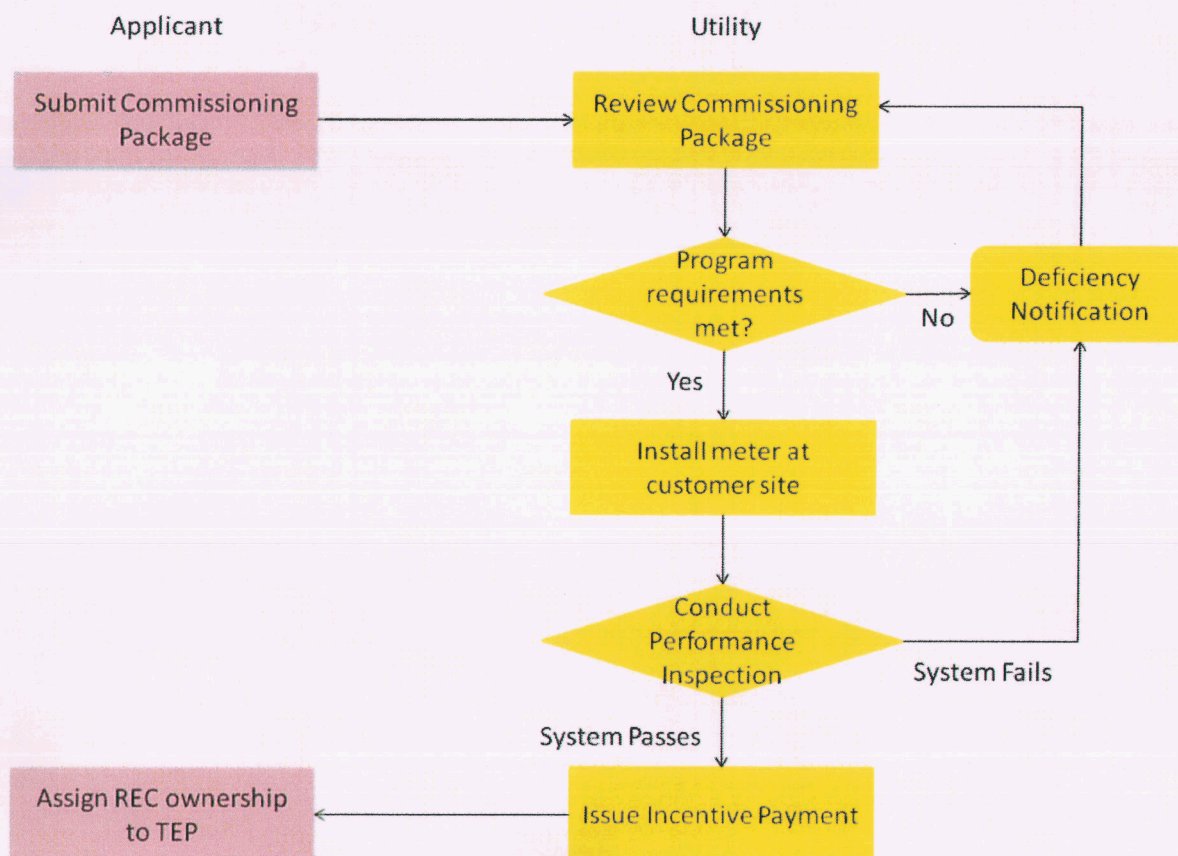 Applicant
Utility
Submit Commissioning
Package
Review Commissioning
Package
Program
requirements
met?
No
Deficiency
Notification
Yes
Install meter at
customer site
Conduct
Performance
Inspection
System Fails
System Passes
Assign REC ownership
to TEP
Issue Incentive Payment